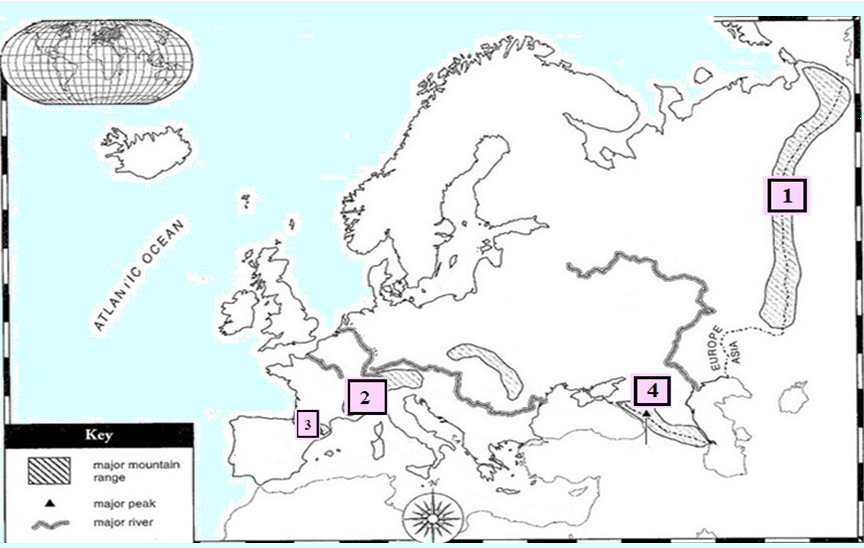 1
ATLANTIC OCEAN
EUROPE
ASIA
4
2
3
Key
major mountain
range
major peak
major river
N